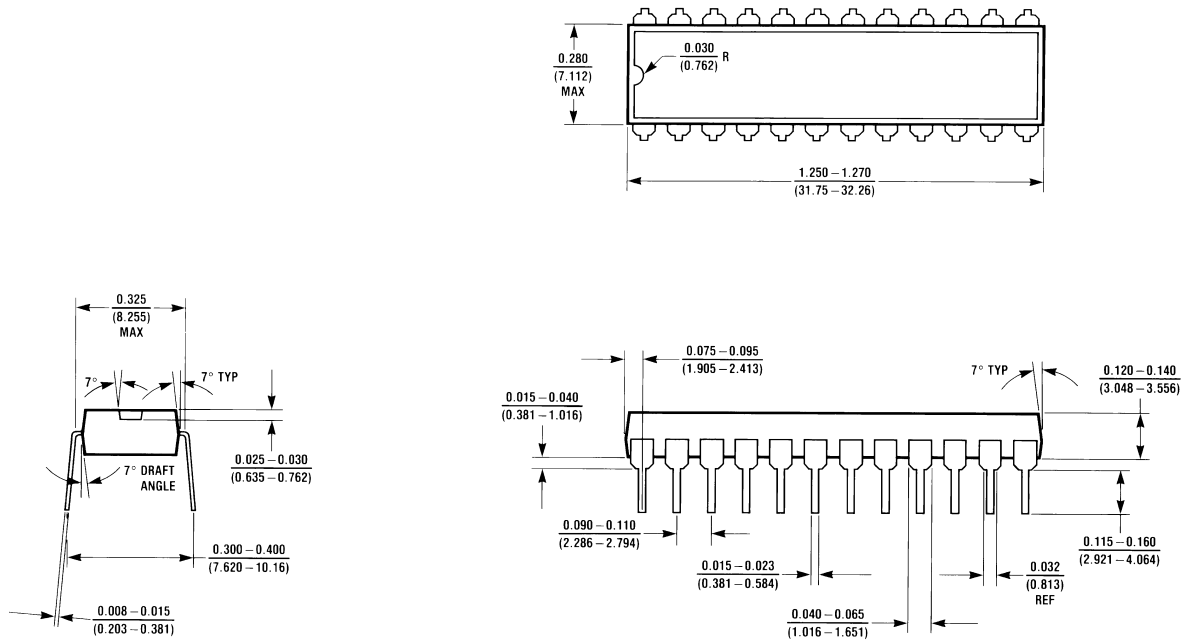 0.280
(7.112)
MAX
0.030
(0.762)
R
1.250 – 1.270
(31.75 – 32.26)
0.325
(8.255)
MAX
7°
7° TYP
0.025 – 0.030
(0.635 – 0.762)
7° DRAFT
ANGLE
0.300 – 0.400
(7.620 – 10.16)
0.008 – 0.015
(0.203 – 0.381)
0.075 – 0.095
(1.905 – 2.413)
0.015 – 0.040
(0.381 – 1.016)
7° TYP
0.120 – 0.140
(3.048 – 3.556)
0.090 – 0.110
(2.286 – 2.794)
0.015 – 0.023
(0.381 – 0.584)
0.040 – 0.065
(1.016 – 1.651)
0.032
(0.813)
REF
0.115 – 0.160
(2.921 – 4.064)